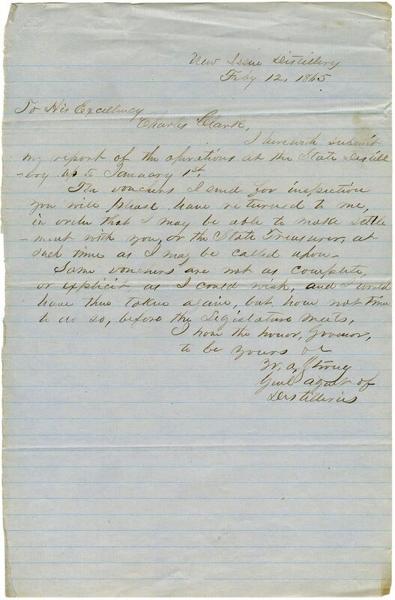 Distillery
Feby 12, 1865
To His Excellency
Charles Clark,
I herewith submit
my report of the operations at the State Distill
-ery up to January 1st.
The vouchers I send for inspection
you will please have returned to me,
in order that I may be able to make settle
-ment with you, or the State Treasurer, at
such time as I may be called upon.
Some vouchers are not as complete,
or explicit as I could wish, and I would
have them taken again, but have not time
to do so, before the Legislature meets,
I have the honor, Governor,
to be yours
W. A. Strong
Genl agent of
Distilleries